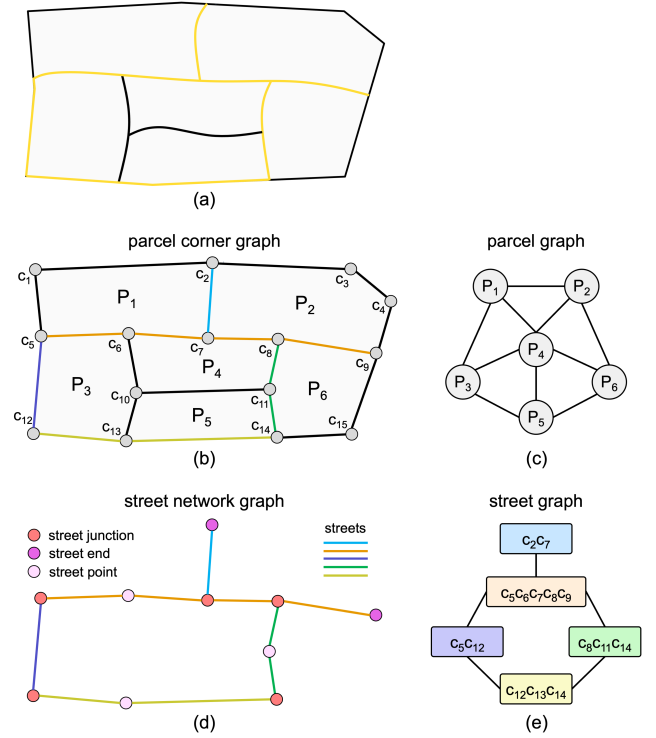 (a)
parcel corner graph
parcel graph
c1
c2
c3
c4
P1
P2
c5
c6
c7
c8
c9
P3
P4
P6
c10
c11
P5
c12
c13
c14
c15
(b)
P1
P2
P4
P3
P6
P5
(c)
street network graph
street graph
street junction
street end
street point
streets
(d)
c2c7
c5c6c7c8c9
c5c12
c8c11c14
c12c13c14
(e)